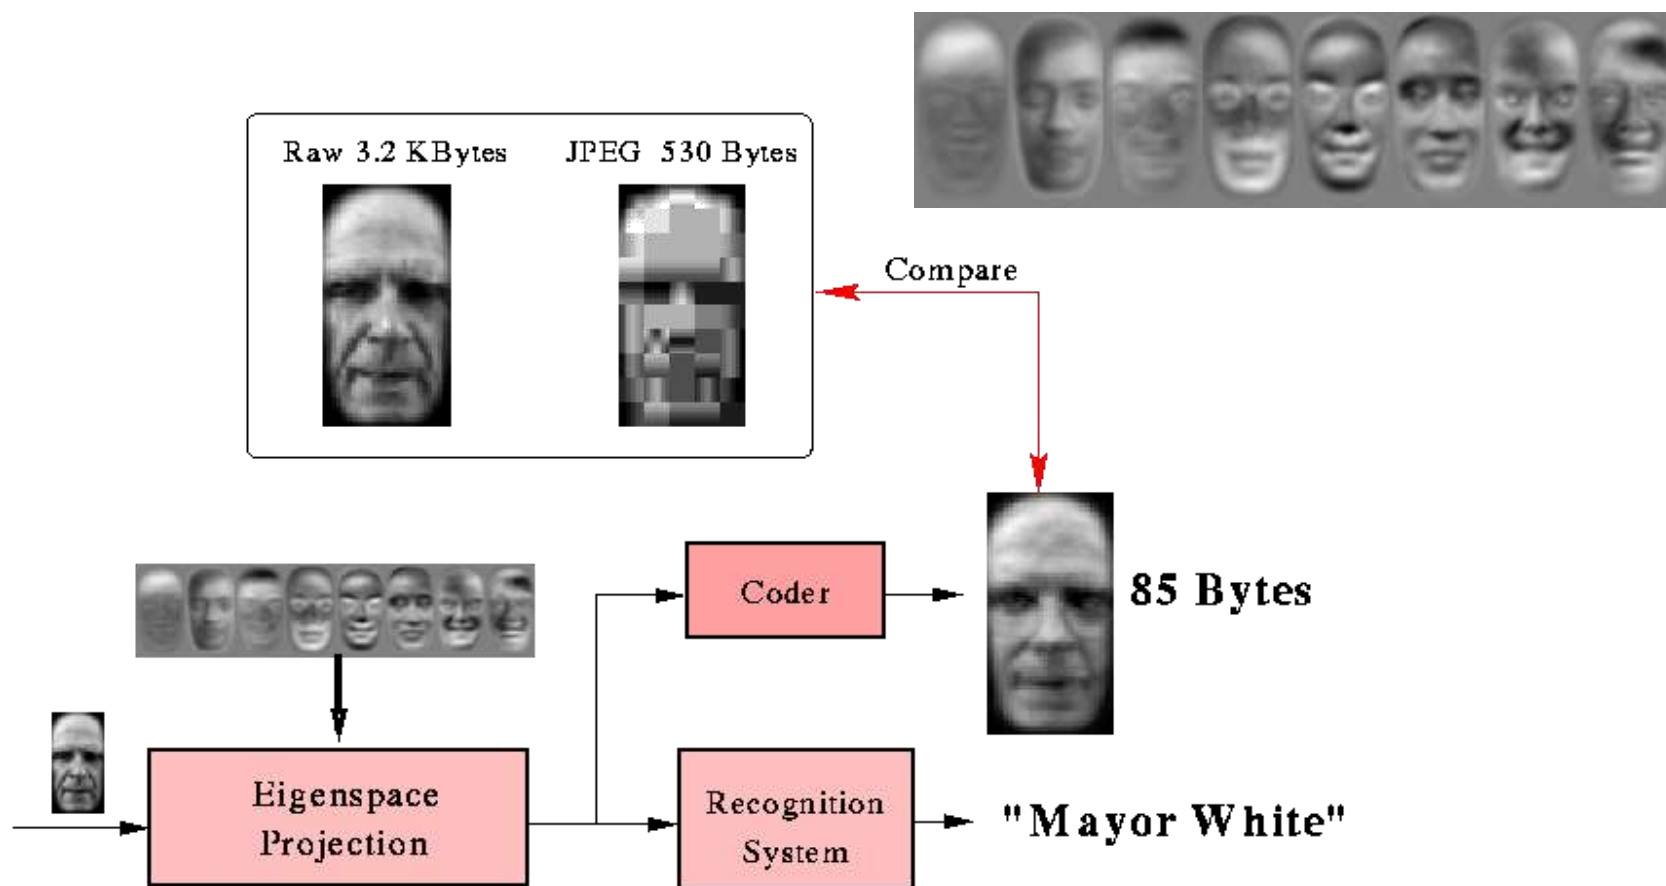 Raw 3.2 KBytes
JPEG 530 Bytes
Compare
Coder
85 Bytes
Eigenspace
Projection
Recognition
System
"Mayor White"